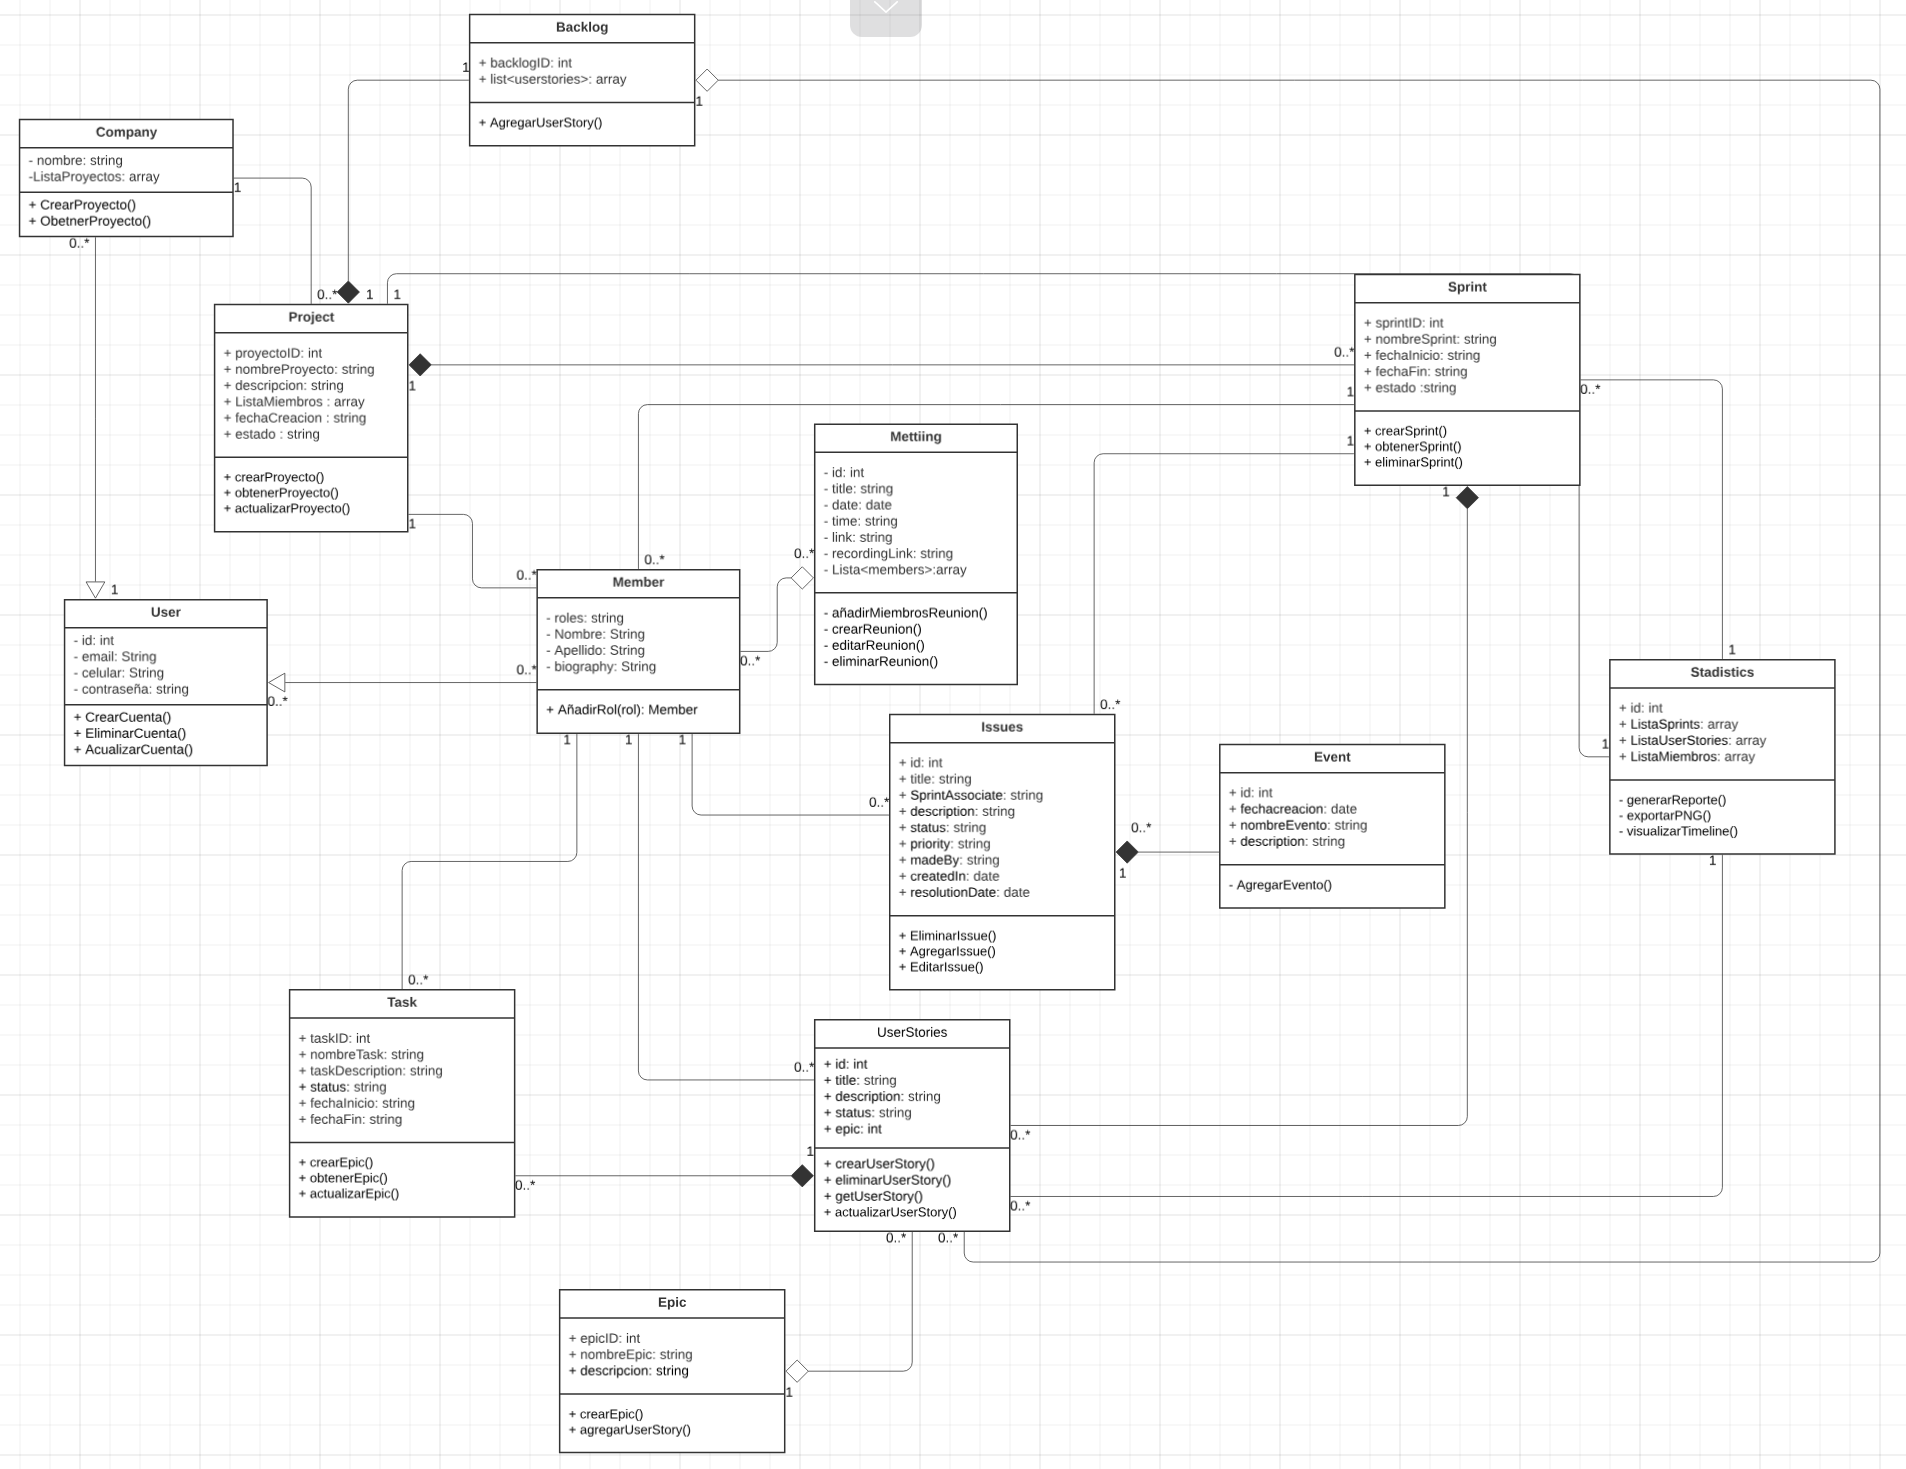 Backlog
+ backlogID: int
+ list<userstories>: array
+ AgregarUserStory()
1
1
Company
- nombre: string
-ListaProyectos: array
+ CrearProyecto()
+ ObetnerProyecto()
1
0..*
0..*
1
1
Project
+ proyectoID: int
+ nombreProyecto: string
+ descripcion: string
+ ListaMiembros : array
+ fechaCreacion : string
+ estado : string
+ crearProyecto()
+ obtenerProyecto()
+ actualizarProyecto()
1
1
Sprint
+ sprintID: int
+ nombreSprint: string
+ fechaInicio: string
+ fechaFin: string
+ estado :string
+ crearSprint()
+ obtenerSprint()
+ eliminarSprint()
0..*
1
1
1
0..*
Mettiing
- id: int
- title: string
- date: date
- time: string
- link: string
- recordingLink: string
- Lista<members>:array
- añadirMiembrosReunion()
- crearReunion()
- editarReunion()
- eliminarReunion()
0..*
Member
- roles: string
- Nombre: String
- Apellido: String
- biography: String
+ AñadirRol(rol): Member
0..*
0..*
0..*
0..*
1
1
1
1
User
- id: int
- email: String
- celular: String
- contraseña: string
+ CrearCuenta()
+ EliminarCuenta()
+ AcualizarCuenta()
0..*
1
Stadistics
+ id: int
+ ListaSprints: array
+ ListaUserStories: array
+ ListaMiembros: array
- generarReporte()
- exportarPNG()
- visualizarTimeline()
1
1
0..*
Issues
+ id: int
+ title: string
+ SprintAssociate: string
+ description: string
+ status: string
+ priority: string
+ madeBy: string
+ createdIn: date
+ resolutionDate: date
+ EliminarIssue()
+ AgregarIssue()
+ EditarIssue()
0..*
0..*
1
Event
+ id: int
+ fechacreacion: date
+ nombreEvento: string
+ description: string
- AgregarEvento()
0..*
Task
+ taskID: int
+ nombreTask: string
+ taskDescription: string
+ status: string
+ fechaInicio: string
+ fechaFin: string
+ crearEpic()
+ obtenerEpic()
+ actualizarEpic()
0..*
UserStories
+ id: int
+ title: string
+ description: string
+ status: string
+ epic: int
+ crearUserStory()
+ eliminarUserStory()
+ getUserStory()
+ actualizarUserStory()
0..*
1
0..*
0..*
0..*
0..*
Epic
+ epicID: int
+ nombreEpic: string
+ descripcion: string
+ crearEpic()
+ agregarUserStory()
1